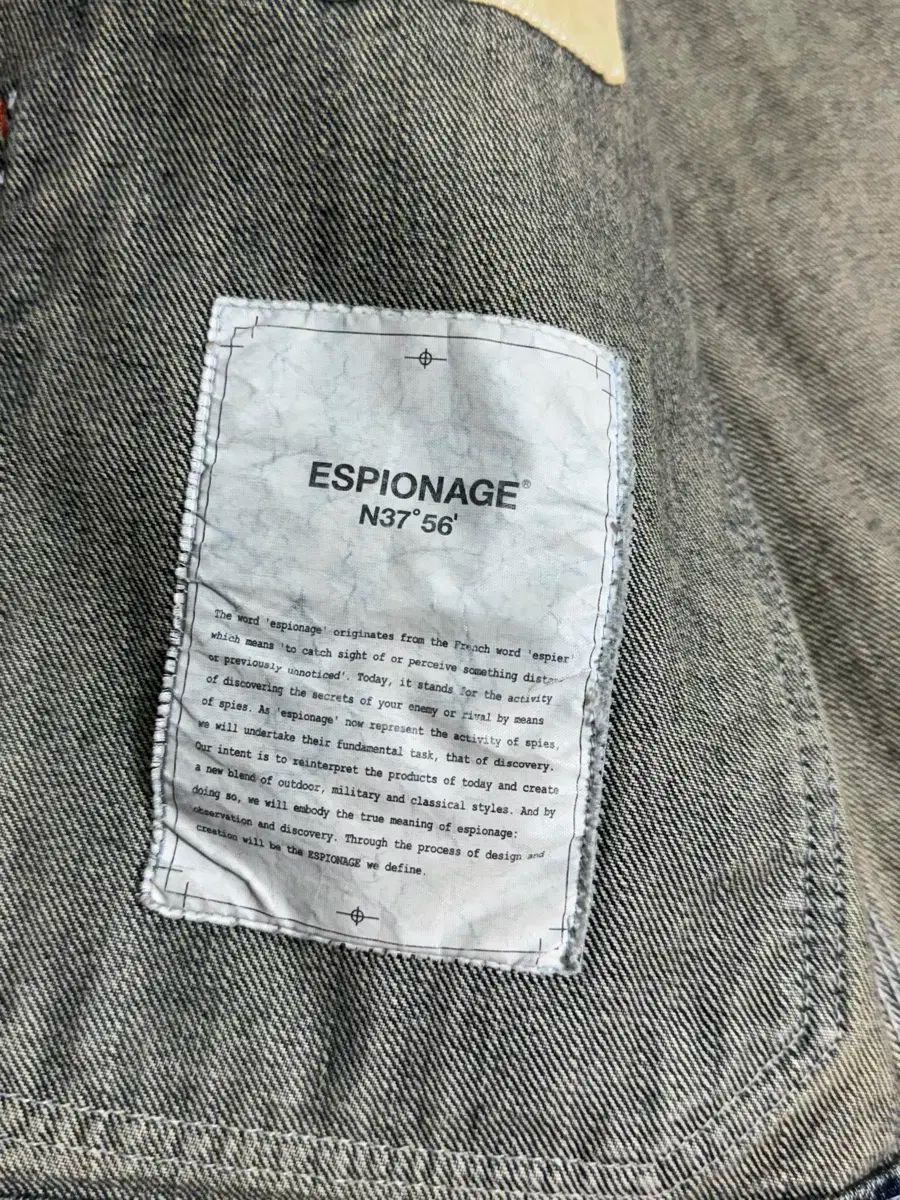 ESPIONAGE®
N37°56'
The word 'espionage' originates from the French word 'espier'
which means 'to catch sight of or perceive something
or previously unnoticed'. Today, it stands for the activity
of discovering the secrets of your enemy or rival by means
of spies. As 'espionage' now represent the activity of spies,
we will undertake their fundamental task, that of discovery.
Our intent is to reinterpret the products of today and create
a new blend of outdoor, military and classical styles. And by
doing so, we will embody the true meaning of espionage:
observation and discovery. Through the process of design and
creation will be the ESPIONAGE we define.